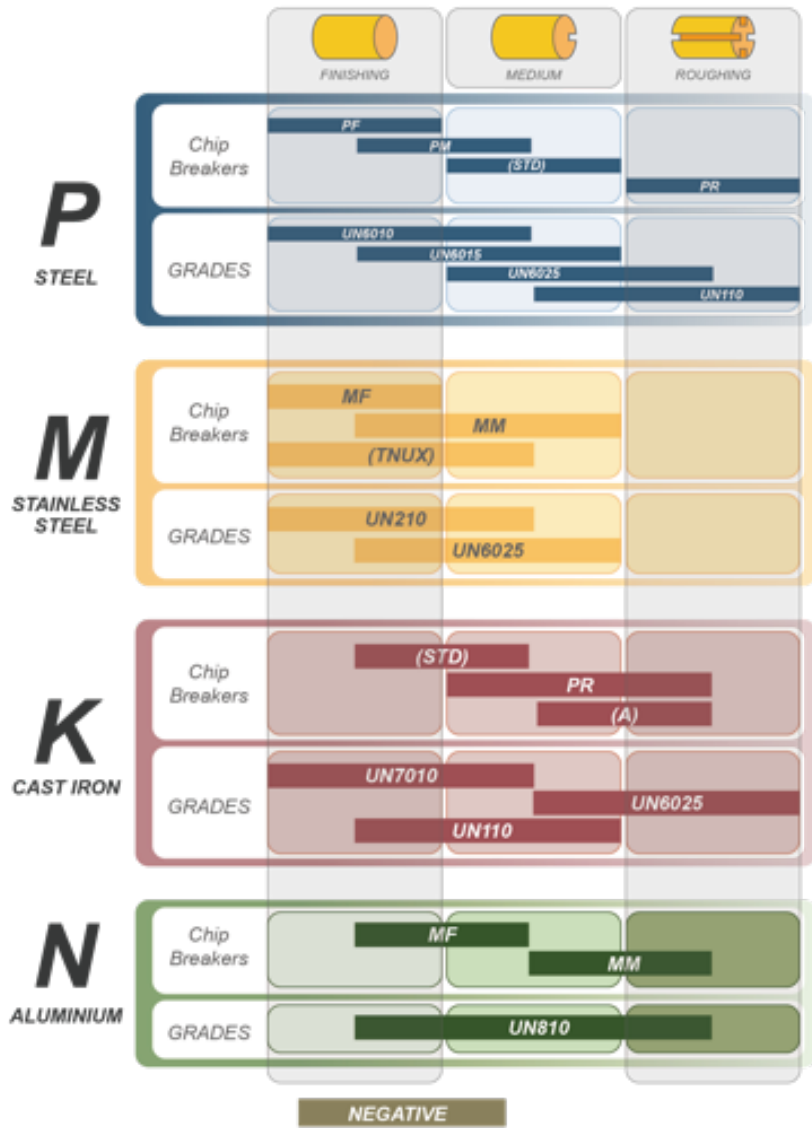 FINISHING
MEDIUM
ROUGHING
P
STEEL
Chip
Breakers
PF
PM
(STD)
PR
GRADES
UN6010
UN6015
UN6025
UN110
M
STAINLESS
STEEL
Chip
Breakers
MF
MM
(TNUX)
GRADES
UN210
UN6025
K
CAST IRON
Chip
Breakers
(STD)
PR
(A)
GRADES
UN7010
UN6025
UN110
N
ALUMINIUM
Chip
Breakers
MF
MM
GRADES
UN810
NEGATIVE